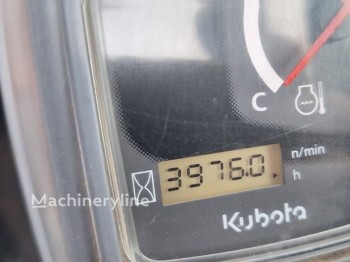 C
n/min
3976.0
h
Kubota
Machineryline